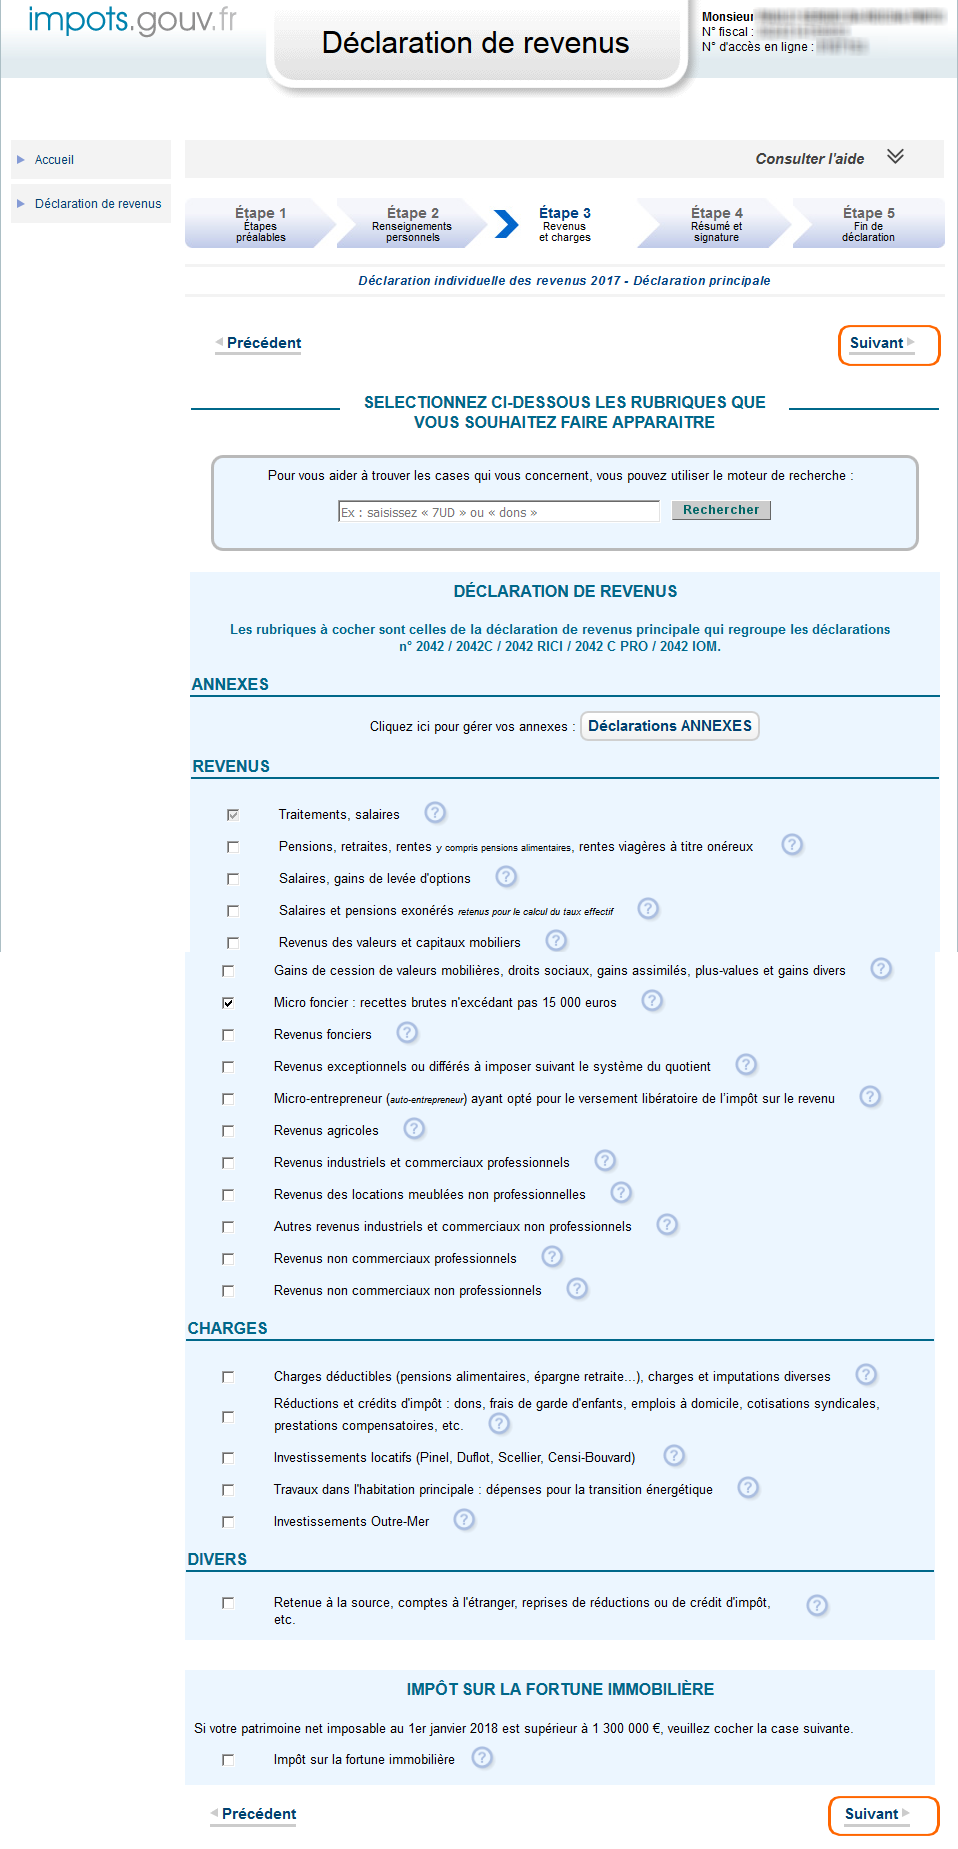 impots.gouv.fr
Déclaration de revenus
Monsieur
N° fiscal :
N° d'accès en ligne :
Accueil
Déclaration de revenus
Consulter l'aide
Étape 1
Étapes
préalables
Étape 2
Renseignements
personnels
Étape 3
Revenus
et charges
Étape 4
Résumé et
signature
Étape 5
Fin de
déclaration
Déclaration individuelle des revenus 2017 - Déclaration principale
Précédent
Suivant
SELECTIONNEZ CI-DESSOUS LES RUBRIQUES QUE
VOUS SOUHAITEZ FAIRE APPARAITRE
Pour vous aider à trouver les cases qui vous concernent, vous pouvez utiliser le moteur de recherche :
Ex : saisissez « 7UD » ou « dons »
Rechercher
DÉCLARATION DE REVENUS
Les rubriques à cocher sont celles de la déclaration de revenus principale qui regroupe les déclarations
n° 2042 / 2042C / 2042 RICI / 2042 C PRO / 2042 IOM.
ANNEXES
Cliquez ici pour gérer vos annexes : Déclarations ANNEXES
REVENUS
Traitements, salaires ?
Pensions, retraites, rentes y compris pensions alimentaires, rentes viagères à titre onéreux ?
Salaires, gains de levée d'options ?
Salaires et pensions exonérés retenus pour le calcul du taux effectif ?
Revenus des valeurs et capitaux mobiliers ?
Gains de cession de valeurs mobilières, droits sociaux, gains assimilés, plus-values et gains divers ?
Micro foncier : recettes brutes n'excédant pas 15 000 euros ?
Revenus fonciers ?
Revenus exceptionnels ou différés à imposer suivant le système du quotient ?
Micro-entrepreneur (auto-entrepreneur) ayant opté pour le versement libératoire de l'impôt sur le revenu ?
Revenus agricoles ?
Revenus industriels et commerciaux professionnels ?
Revenus des locations meublées non professionnelles ?
Autres revenus industriels et commerciaux non professionnels ?
Revenus non commerciaux professionnels ?
Revenus non commerciaux non professionnels ?
CHARGES
Charges déductibles (pensions alimentaires, épargne retraite...), charges et imputations diverses ?
Réductions et crédits d'impôt : dons, frais de garde d'enfants, emplois à domicile, cotisations syndicales,
prestations compensatoires, etc. ?
Investissements locatifs (Pinel, Duflot, Scellier, Censi-Bouvard) ?
Travaux dans l'habitation principale : dépenses pour la transition énergétique ?
Investissements Outre-Mer ?
DIVERS
Retenue à la source, comptes à l'étranger, reprises de réductions ou de crédit d'impôt, ?
etc.
IMPÔT SUR LA FORTUNE IMMOBILIÈRE
Si votre patrimoine net imposable au 1er janvier 2018 est supérieur à 1 300 000 €, veuillez cocher la case suivante.
Impôt sur la fortune immobilière ?
Précédent
Suivant